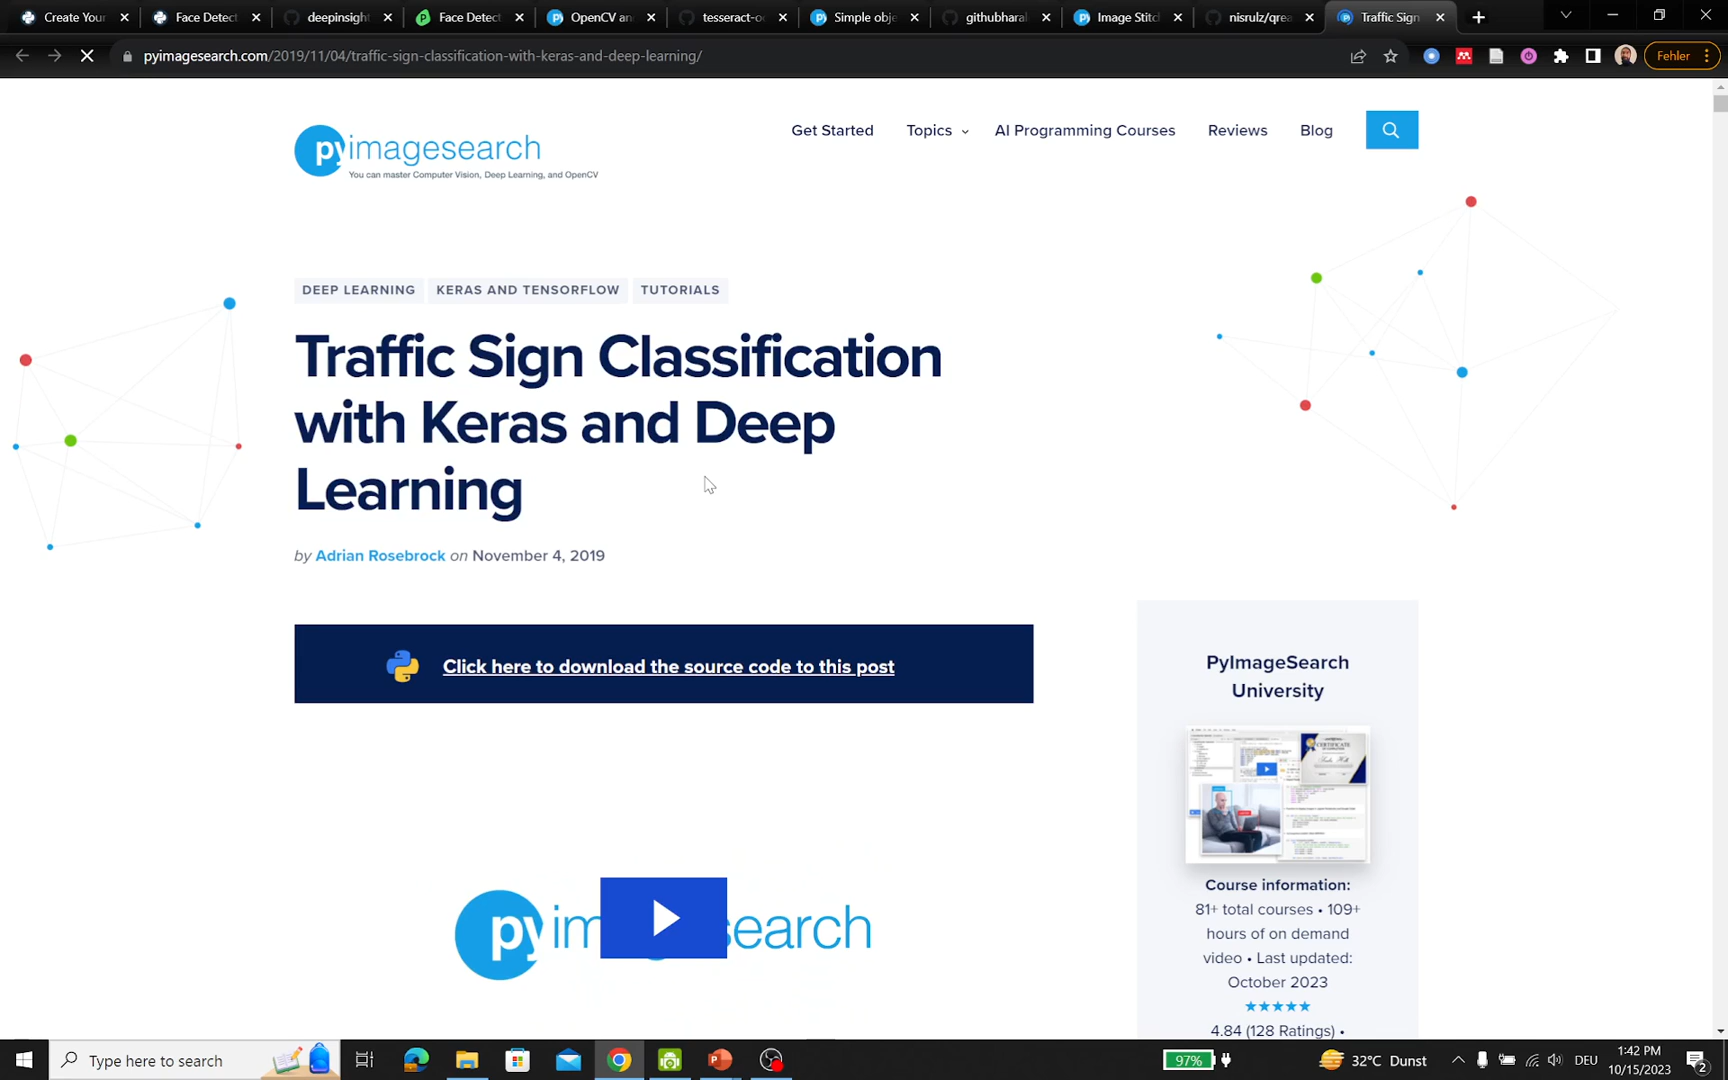 Create Your
Face Detect
deepinsight
Face Detect
OpenCV an
tesseract-o
Simple obj
githubhara
Image Stitc
nisrulz/qrea
Traffic Sign
pyimagesearch.com/2019/11/04/traffic-sign-classification-with-keras-and-deep-learning/
Fehler
pyimagesearch
You can master Computer Vision, Deep Learning, and OpenCV
Get Started
Topics
AI Programming Courses
Reviews
Blog
DEEP LEARNING
KERAS AND TENSORFLOW
TUTORIALS
Traffic Sign Classification
with Keras and Deep
Learning
by Adrian Rosebrock on November 4, 2019
Click here to download the source code to this post
PyImageSearch
University
Course information:
81+ total courses • 109+
hours of on demand
video • Last updated:
October 2023
★★★★★
4.84 (128 Ratings) •
py im search
Type here to search
97%
32°C Dunst
DEU
1:42 PM
10/15/2023
2